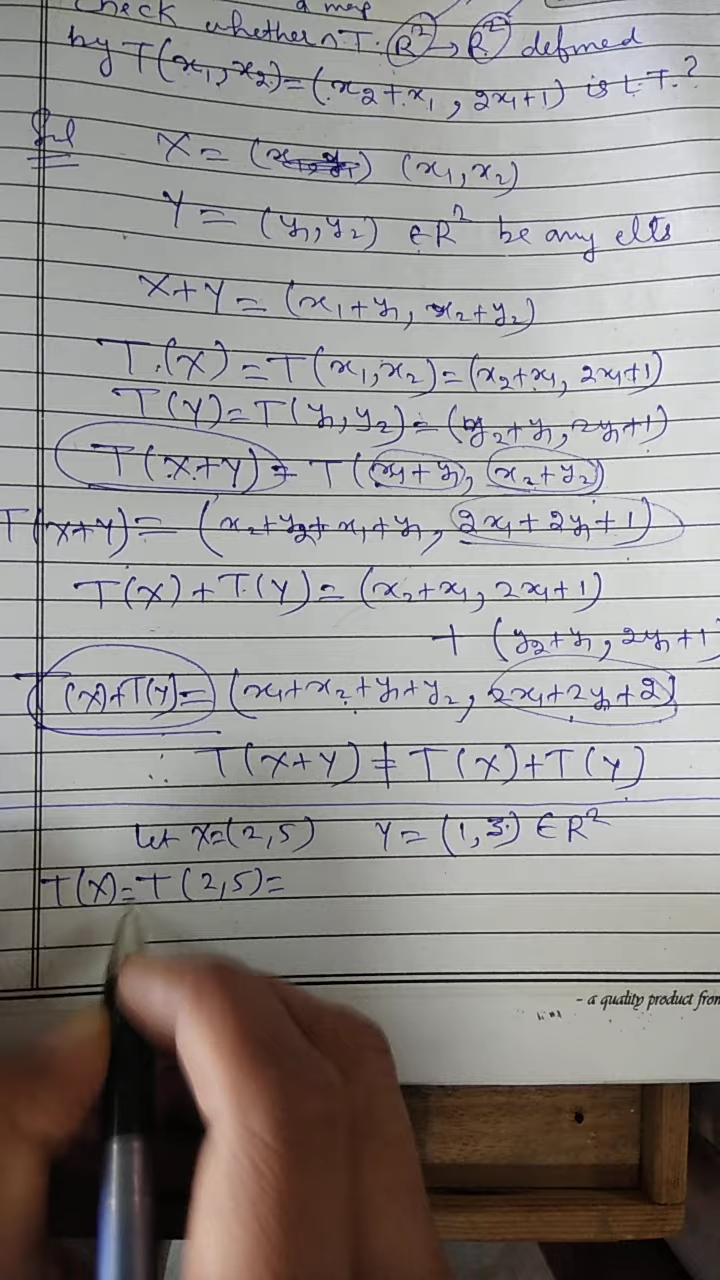 Check whether a map T: R² → R² defined
by T(x₁, x₂) = (x₂ + x₁, 2x₁+1) is L.T.?
Sol X = (x₁, y₁) (x₁, x₂)
Y = (y₁, y₂) ∈ R² be any elts
X+Y = (x₁+y₁, x₂+y₂)
T(X) = T(x₁, x₂) = (x₂+x₁, 2x₁+1)
T(Y) = T(y₁, y₂) = (y₂+y₁, 2y₁+1)
T(X+Y) = T(x₁+y₁, x₂+y₂)
T(X+Y) = (x₂+y₂+x₁+y₁, 2x₁+2y₁+1)
T(X)+T(Y) = (x₂+x₁, 2x₁+1)
+ (y₂+y₁, 2y₁+1)
(X)+T(Y) = (x₁+x₂+y₁+y₂, 2x₁+2y₁+2)
∴ T(X+Y) ≠ T(X)+T(Y)
let X=(2,5) Y = (1,3) ∈ R²
T(X)=T(2,5)=
- a quality product from